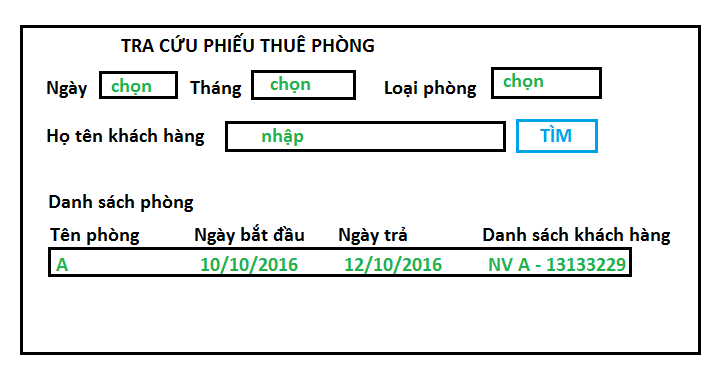 TRA CỨU PHIẾU THUÊ PHÒNG
Ngày chọn Tháng chọn Loại phòng chọn
Họ tên khách hàng nhập TÌM
Danh sách phòng
Tên phòng Ngày bắt đầu Ngày trả Danh sách khách hàng
A 10/10/2016 12/10/2016 NV A - 13133229